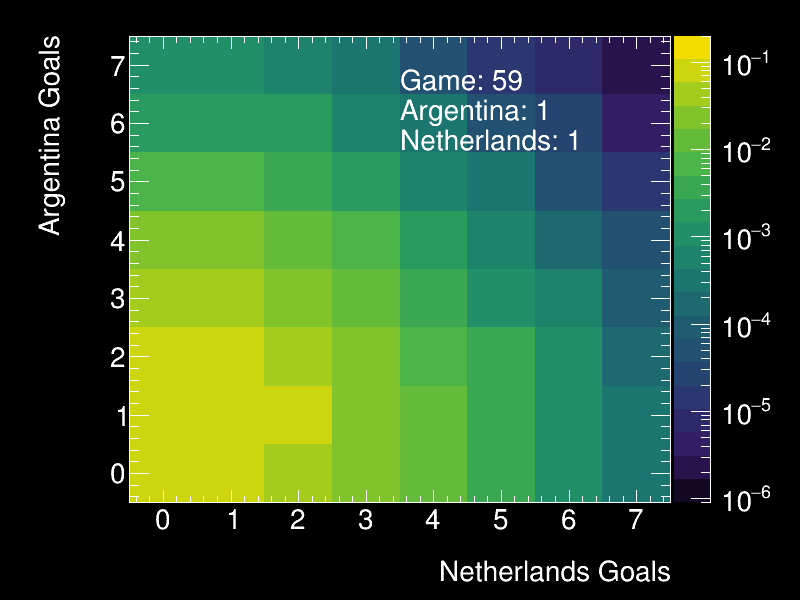 Argentina Goals
7
6
5
4
3
2
1
0
Game: 59
Argentina: 1
Netherlands: 1
10⁻¹
10⁻²
10⁻³
10⁻⁴
10⁻⁵
10⁻⁶
0 1 2 3 4 5 6 7
Netherlands Goals